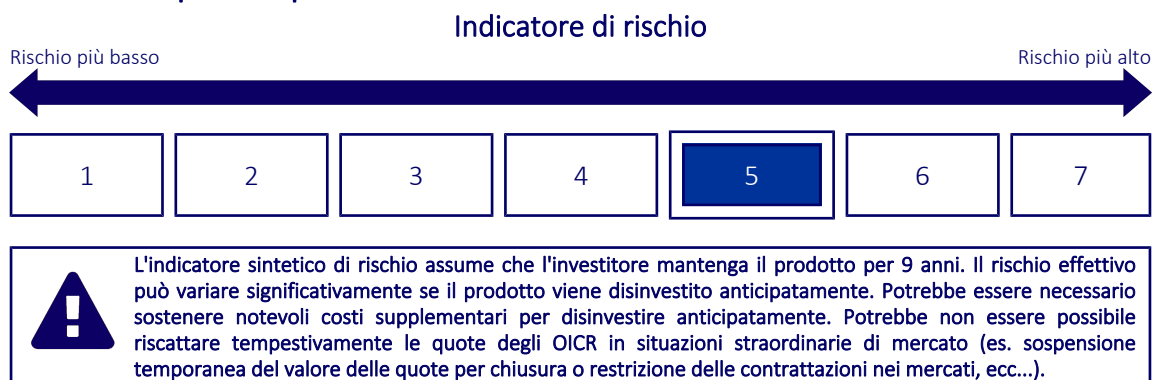 Indicatore di rischio
Rischio più basso
Rischio più alto
1 2 3 4 5 6 7
L'indicatore sintetico di rischio assume che l'investitore mantenga il prodotto per 9 anni. Il rischio effettivo
può variare significativamente se il prodotto viene disinvestito anticipatamente. Potrebbe essere necessario
sostenere notevoli costi supplementari per disinvestire anticipatamente. Potrebbe non essere possibile
riscattare tempestivamente le quote degli OICR in situazioni straordinarie di mercato (es. sospensione
temporanea del valore delle quote per chiusura o restrizione delle contrattazioni nei mercati, ecc...).